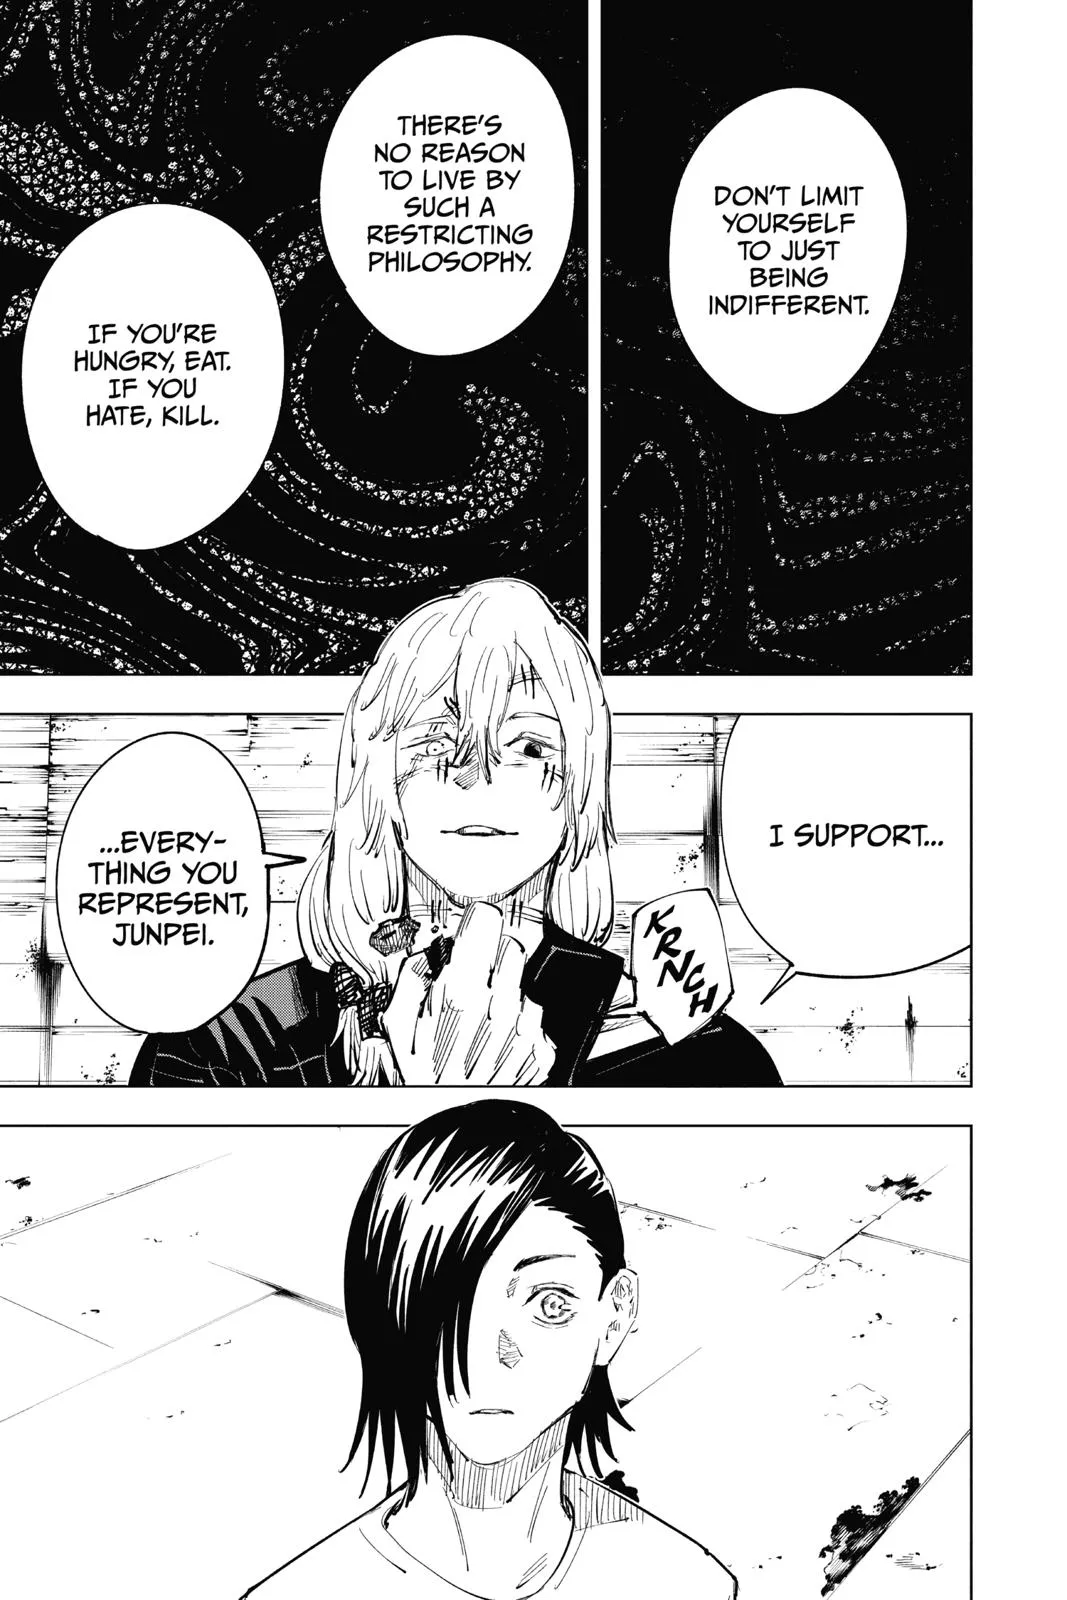 DON'T LIMIT
YOURSELF
TO JUST
BEING
INDIFFERENT.
THERE'S
NO REASON
TO LIVE BY
SUCH A
RESTRICTING
PHILOSOPHY.
IF YOU'RE
HUNGRY, EAT.
IF YOU
HATE, KILL.
I SUPPORT...
KRNCH
...EVERY-
THING YOU
REPRESENT,
JUNPEI.